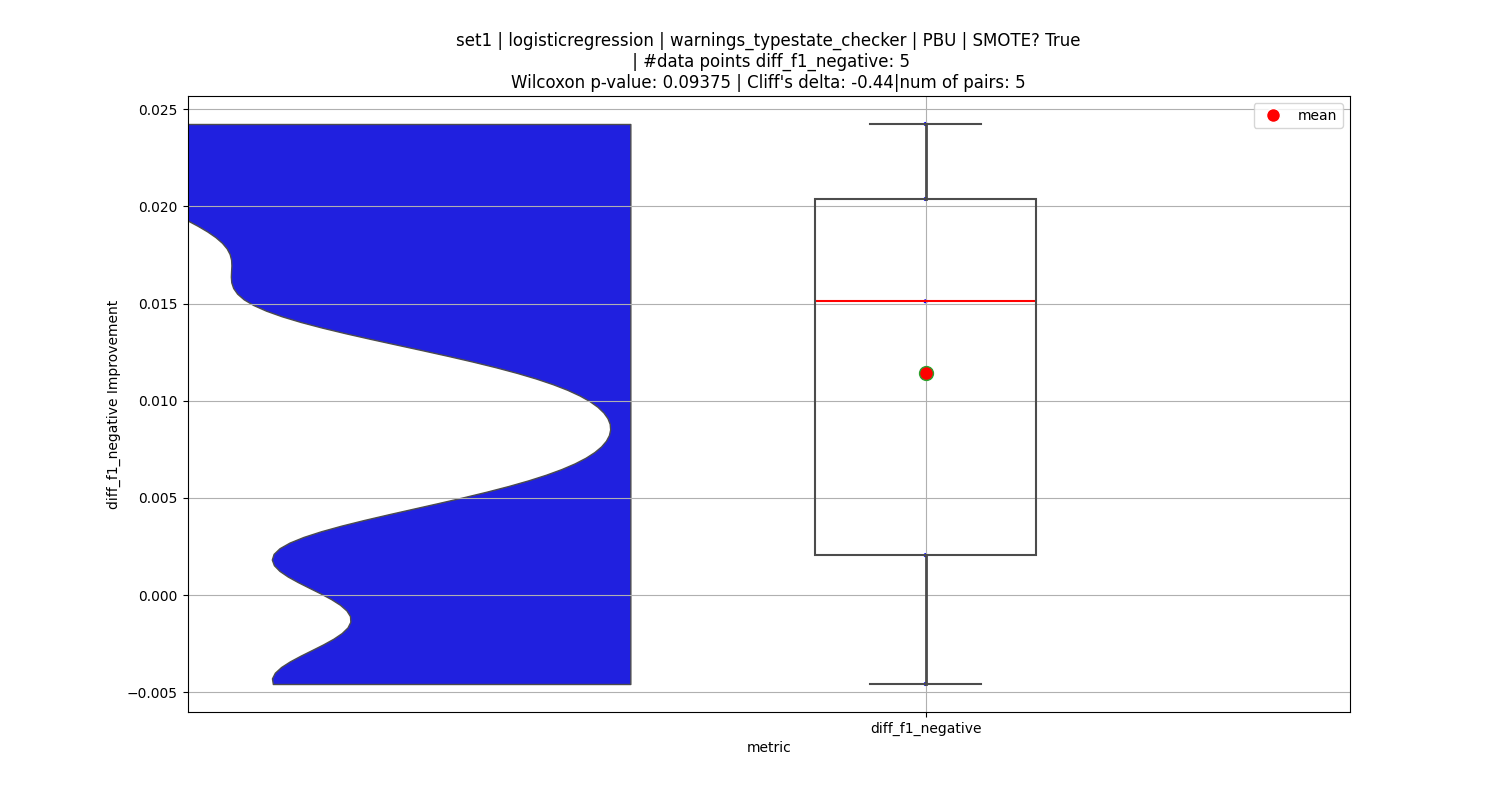 set1 | logisticregression | warnings_typestate_checker | PBU | SMOTE? True
| #data points diff_f1_negative: 5
Wilcoxon p-value: 0.09375 | Cliff's delta: -0.44|num of pairs: 5
mean
0.025
0.020
0.015
0.010
0.005
0.000
−0.005
diff_f1_negative Improvement
diff_f1_negative
metric